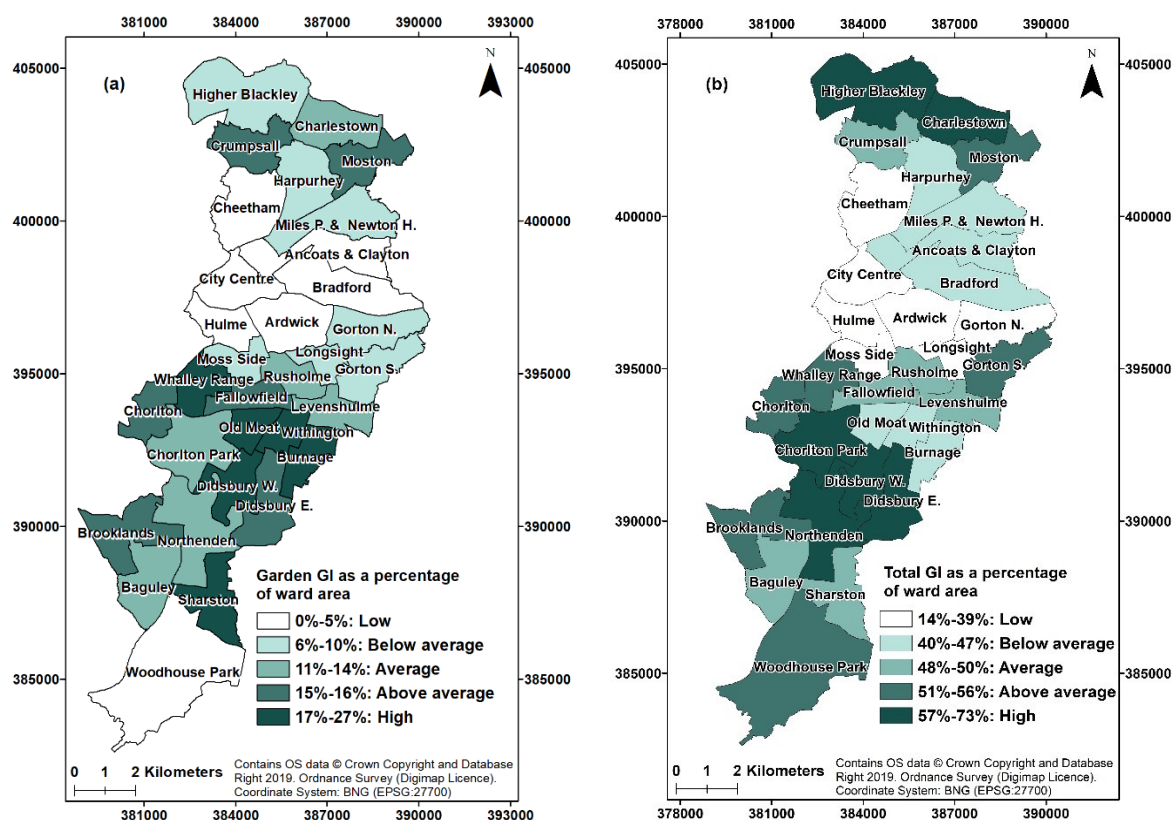 381000 384000 387000 390000 393000
405000
405000
400000
400000
395000
395000
390000
390000
385000
385000
(a)
N
Higher Blackley
Charlestown
Crumpsall
Moston
Harpurhey
Cheetham
Miles P. & Newton H.
Ancoats & Clayton
City Centre
Bradford
Hulme
Ardwick
Gorton N.
Moss Side
Longsight
Whalley Range
Rusholme
Gorton S.
Fallowfield
Chorlton
Levenshulme
Old Moat
Withington
Chorlton Park
Burnage
Didsbury W.
Didsbury E.
Brooklands
Northenden
Baguley
Sharston
Woodhouse Park
Garden GI as a percentage
of ward area
0%-5%: Low
6%-10%: Below average
11%-14%: Average
15%-16%: Above average
17%-27%: High
0 1 2 Kilometers
Contains OS data © Crown Copyright and Database
Right 2019. Ordnance Survey (Digimap Licence).
Coordinate System: BNG (EPSG:27700)
381000 384000 387000 390000 393000
378000 381000 384000 387000 390000
405000
405000
400000
400000
395000
395000
390000
390000
385000
385000
(b)
N
Higher Blackley
Charlestown
Crumpsall
Moston
Harpurhey
Cheetham
Miles P. & Newton H.
Ancoats & Clayton
City Centre
Bradford
Hulme
Ardwick
Gorton N.
Moss Side
Longsight
Whalley Range
Rusholme
Gorton S.
Fallowfield
Chorlton
Levenshulme
Old Moat
Withington
Chorlton Park
Burnage
Didsbury W.
Didsbury E.
Brooklands
Northenden
Baguley
Sharston
Woodhouse Park
Total GI as a percentage
of ward area
14%-39%: Low
40%-47%: Below average
48%-50%: Average
51%-56%: Above average
57%-73%: High
0 1 2 Kilometers
Contains OS data © Crown Copyright and Database
Right 2019. Ordnance Survey (Digimap Licence).
Coordinate System: BNG (EPSG:27700)
378000 381000 384000 387000 390000